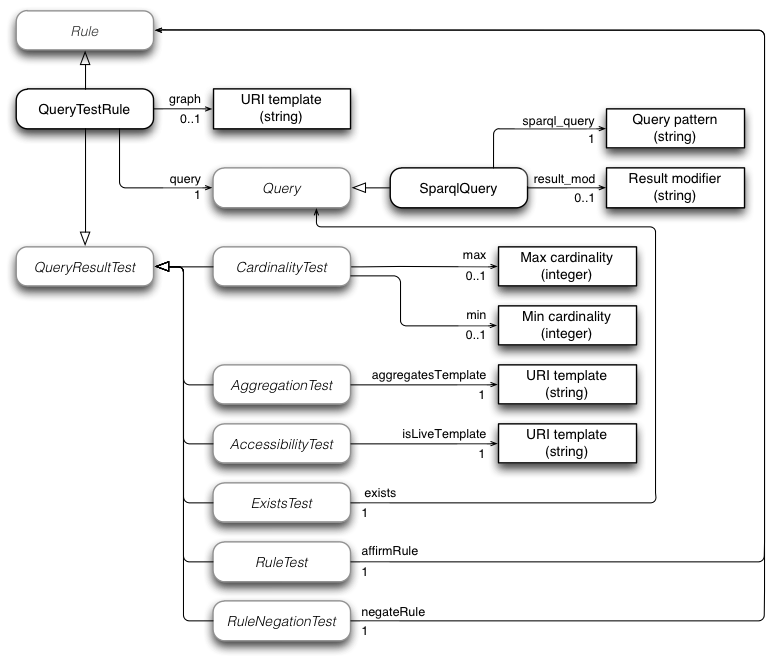 Rule
QueryTestRule
graph
0..1
URI template
(string)
sparql_query
1
Query pattern
(string)
query
1
Query
SparqlQuery
result_mod
0..1
Result modifier
(string)
QueryResultTest
CardinalityTest
max
0..1
Max cardinality
(integer)
min
0..1
Min cardinality
(integer)
AggregationTest
aggregatesTemplate
1
URI template
(string)
AccessibilityTest
isLiveTemplate
1
URI template
(string)
ExistsTest
exists
1
RuleTest
affirmRule
1
RuleNegationTest
negateRule
1